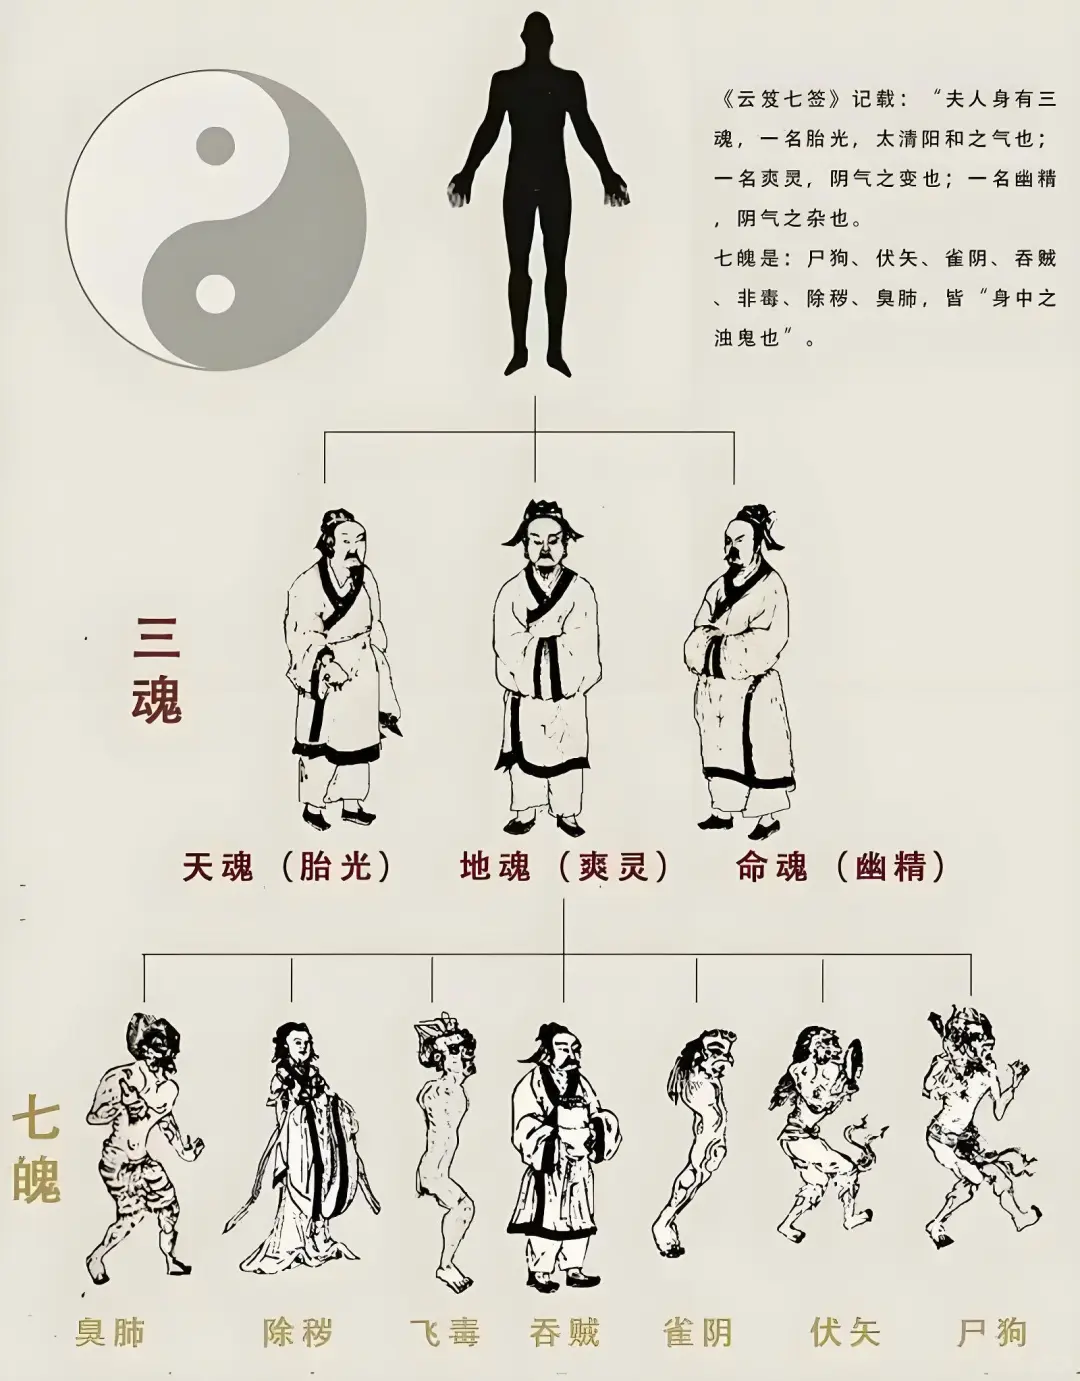 《云笈七签》记载：“夫人身有三
魂，一名胎光，太清阳和之气也；
一名爽灵，阴气之变也；一名幽精
，阴气之杂也。
七魄是：尸狗、伏矢、雀阴、吞贼
、非毒、除秽、臭肺，皆“身中之
浊鬼也”。
三魂
天魂（胎光） 地魂（爽灵） 命魂（幽精）
七魄
臭肺 除秽 飞毒 吞贼 雀阴 伏矢 尸狗